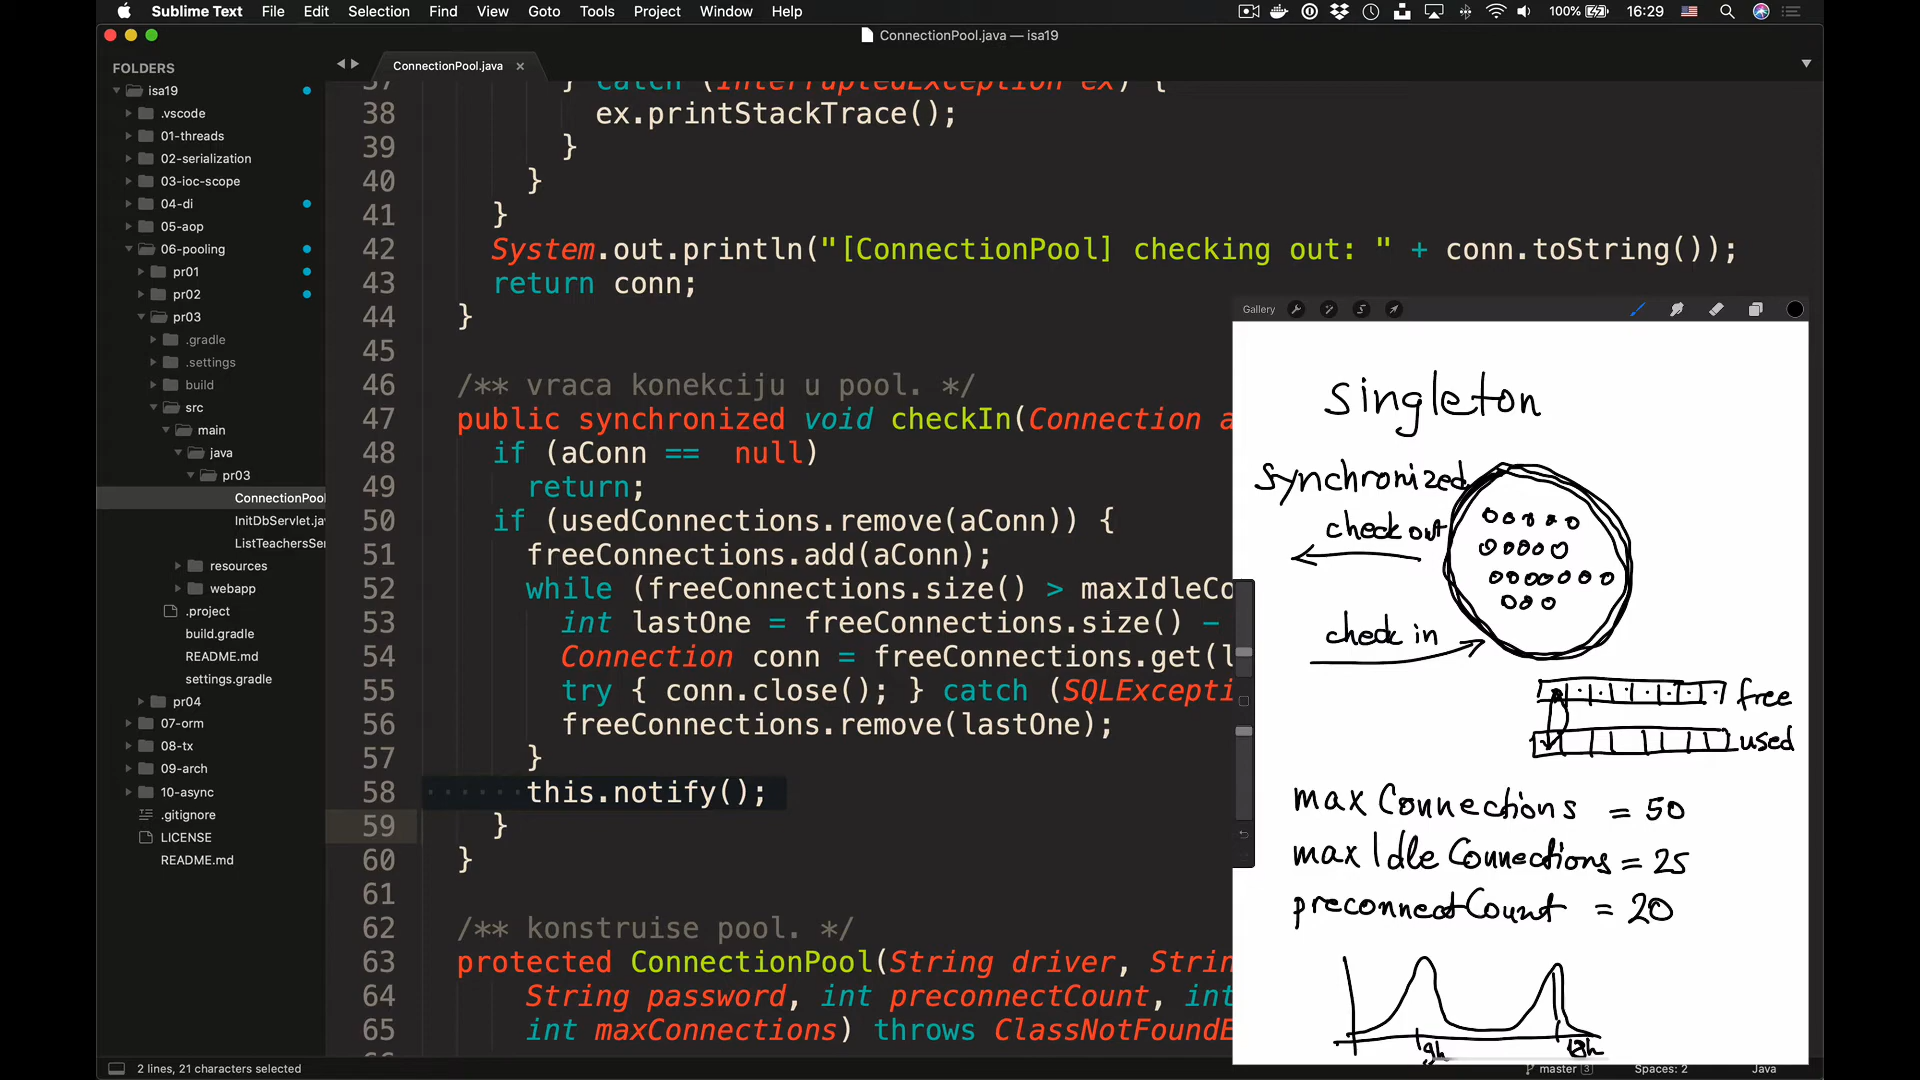 Sublime Text File Edit Selection Find View Goto Tools Project Window Help 100% 16:29
ConnectionPool.java — isa19
FOLDERS
isa19
.vscode
01-threads
02-serialization
03-ioc-scope
04-di
05-aop
06-pooling
pr01
pr02
pr03
.gradle
.settings
build
src
main
java
pr03
ConnectionPool
InitDbServlet.jav
ListTeachersSer
resources
webapp
.project
build.gradle
README.md
settings.gradle
pr04
07-orm
08-tx
09-arch
10-async
.gitignore
LICENSE
README.md
ConnectionPool.java ×
37 } catch (InterruptedException ex) {
38 ex.printStackTrace();
39 }
40 }
41 }
42 System.out.println("[ConnectionPool] checking out: " + conn.toString());
43 return conn;
44 }
45
46 /** vraca konekciju u pool. */
47 public synchronized void checkIn(Connection a
48 if (aConn ==  null)
49 return;
50 if (usedConnections.remove(aConn)) {
51 freeConnections.add(aConn);
52 while (freeConnections.size() > maxIdleCo
53 int lastOne = freeConnections.size() -
54 Connection conn = freeConnections.get(l
55 try { conn.close(); } catch (SQLExcepti
56 freeConnections.remove(lastOne);
57 }
58 this.notify();
59 }
60 }
61
62 /** konstruise pool. */
63 protected ConnectionPool(String driver, Strin
64 String password, int preconnectCount, int
65 int maxConnections) throws ClassNotFoundE
Gallery
singleton
synchronized
check out
check in
free
used
max Connections = 50
max Idle Connections = 25
preconnectCount = 20
9h
2 lines, 21 characters selected
master 3 Spaces: 2 Java